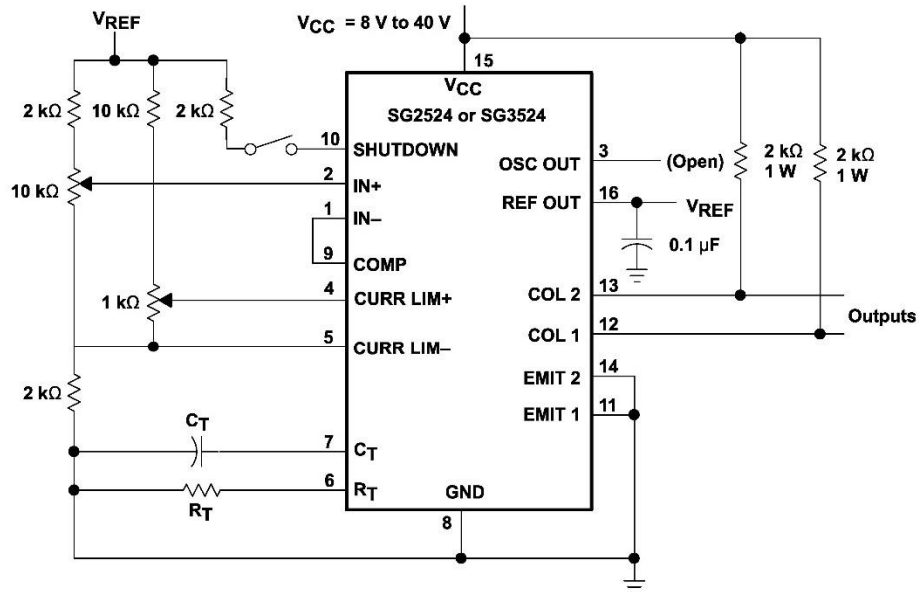 VREF
VCC = 8 V to 40 V
15
VCC
SG2524 or SG3524
2 kΩ
10 kΩ
2 kΩ
10
SHUTDOWN
3
OSC OUT
(Open)
2 kΩ
1 W
2 kΩ
1 W
10 kΩ
2
IN+
16
REF OUT
VREF
1
IN–
0.1 µF
9
COMP
1 kΩ
4
CURR LIM+
13
COL 2
Outputs
5
CURR LIM–
12
COL 1
2 kΩ
14
EMIT 2
11
EMIT 1
CT
7
CT
6
RT
RT
GND
8